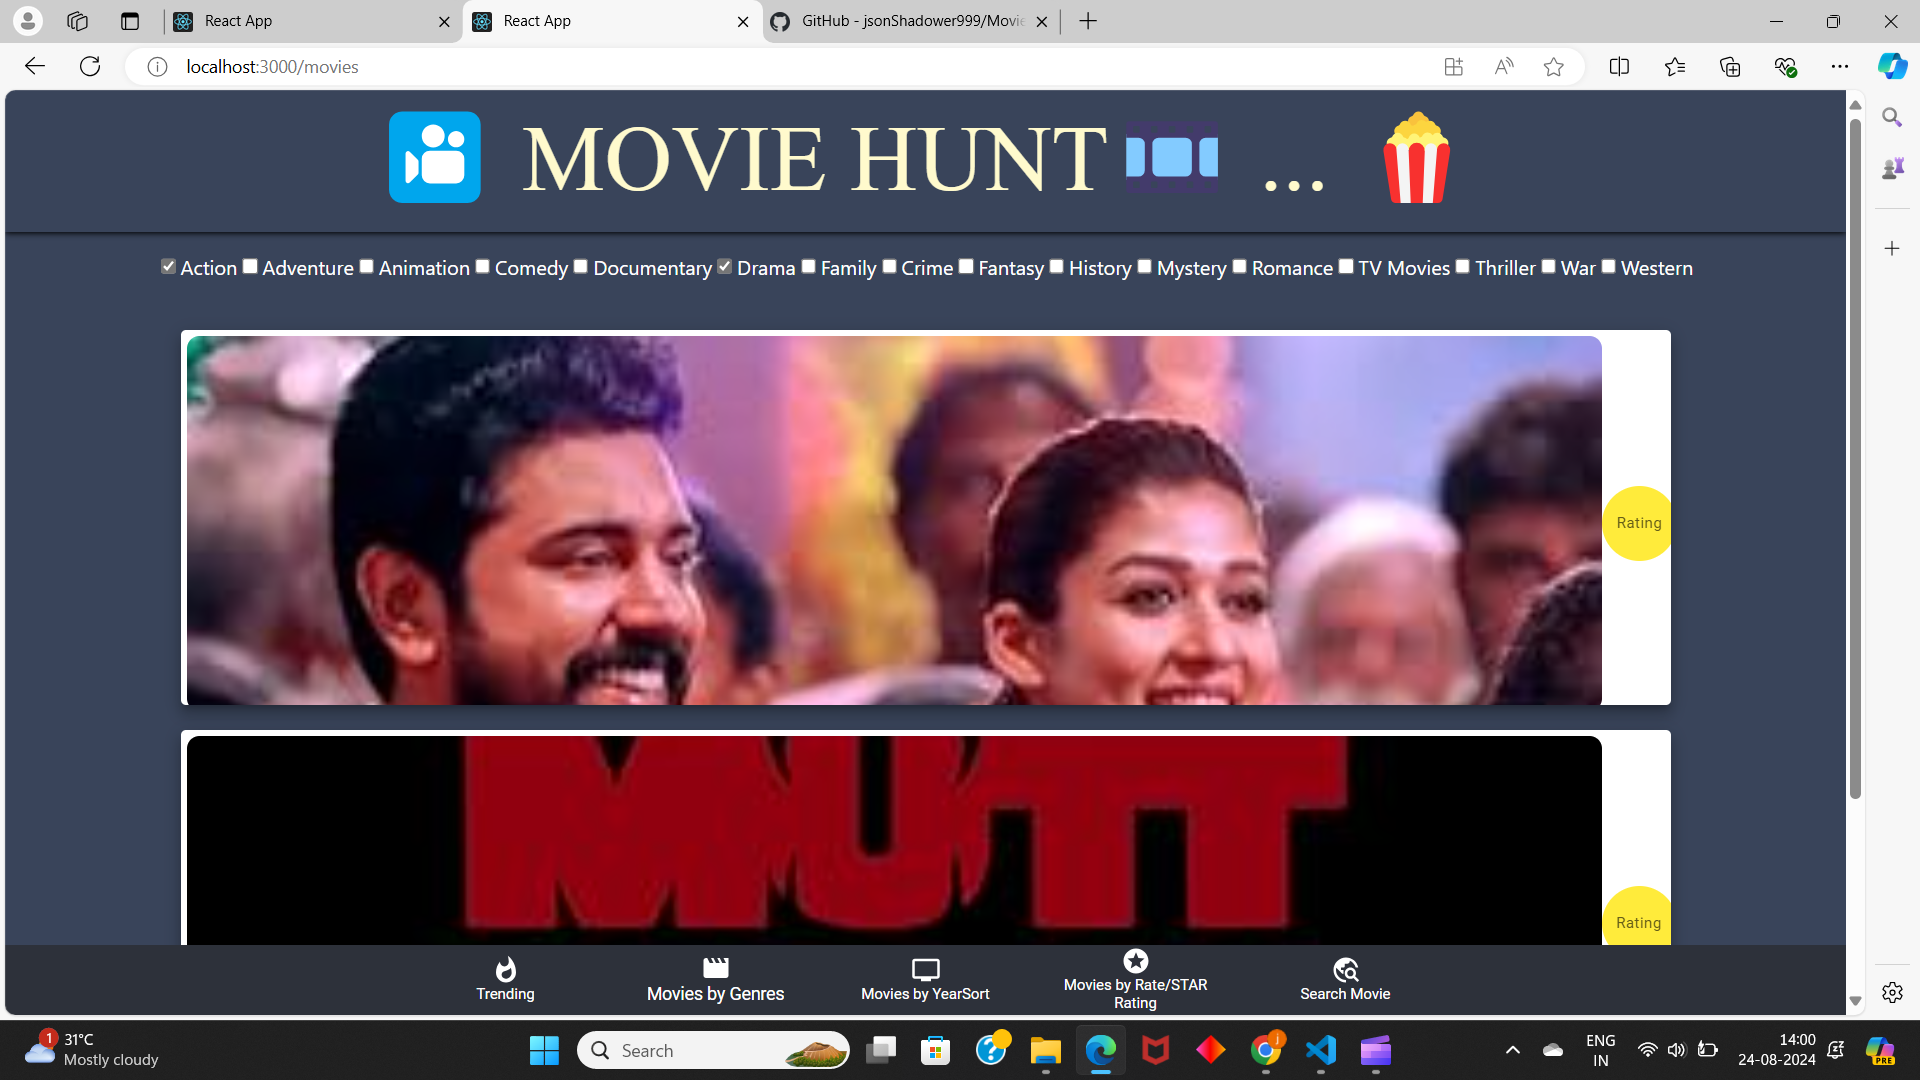 React App
React App
GitHub - jsonShadower999/Movie
localhost:3000/movies
MOVIE HUNT ...
Action Adventure Animation Comedy Documentary Drama Family Crime Fantasy History Mystery Romance TV Movies Thriller War Western
Rating
Rating
Trending
Movies by Genres
Movies by YearSort
Movies by Rate/STAR
Rating
Search Movie
1
31°C
Mostly cloudy
Search
j
ENG
IN
14:00
24-08-2024
PRE